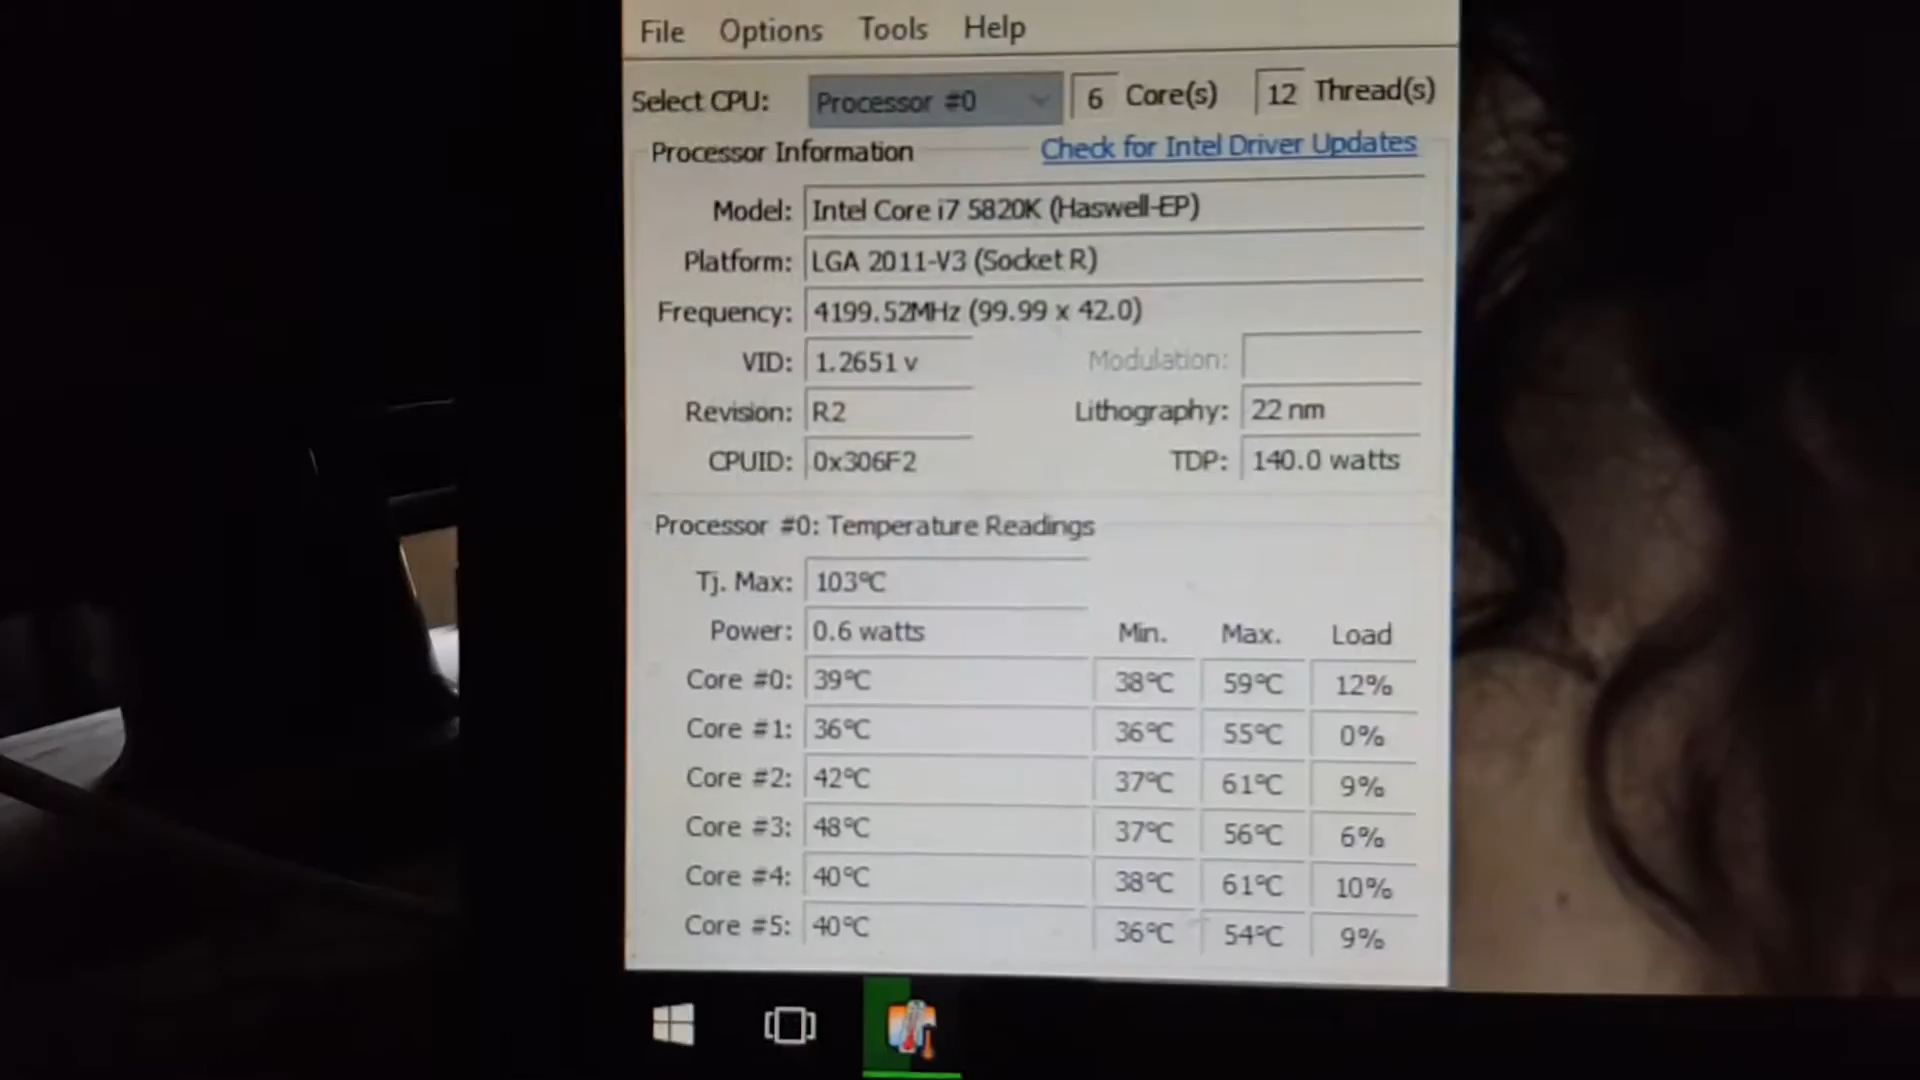 File Options Tools Help
Select CPU: Processor #0 6 Core(s) 12 Thread(s)
Processor Information Check for Intel Driver Updates
Model: Intel Core i7 5820K (Haswell-EP)
Platform: LGA 2011-V3 (Socket R)
Frequency: 4199.52MHz (99.99 x 42.0)
VID: 1.2651 v Modulation:
Revision: R2 Lithography: 22 nm
CPUID: 0x306F2 TDP: 140.0 watts
Processor #0: Temperature Readings
Tj. Max: 103°C
Power: 0.6 watts Min. Max. Load
Core #0: 39°C 38°C 59°C 12%
Core #1: 36°C 36°C 55°C 0%
Core #2: 42°C 37°C 61°C 9%
Core #3: 48°C 37°C 56°C 6%
Core #4: 40°C 38°C 61°C 10%
Core #5: 40°C 36°C 54°C 9%